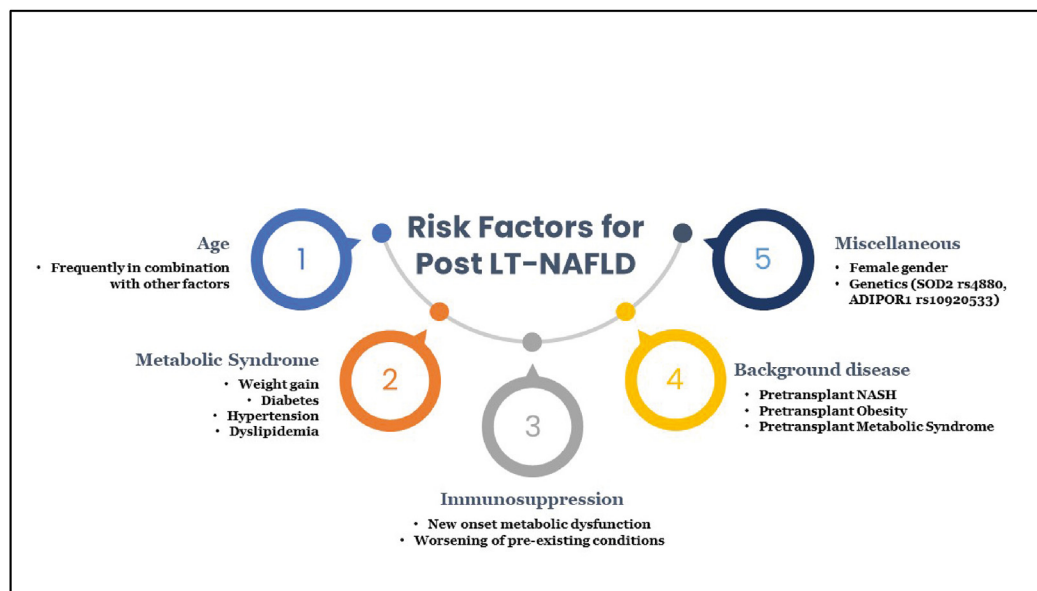 Risk Factors for
Post LT-NAFLD
1
Age
• Frequently in combination
with other factors
2
Metabolic Syndrome
• Weight gain
• Diabetes
• Hypertension
• Dyslipidemia
3
Immunosuppression
• New onset metabolic dysfunction
• Worsening of pre-existing conditions
4
Background disease
• Pretransplant NASH
• Pretransplant Obesity
• Pretransplant Metabolic Syndrome
5
Miscellaneous
• Female gender
• Genetics (SOD2 rs4880,
ADIPOR1 rs10920533)